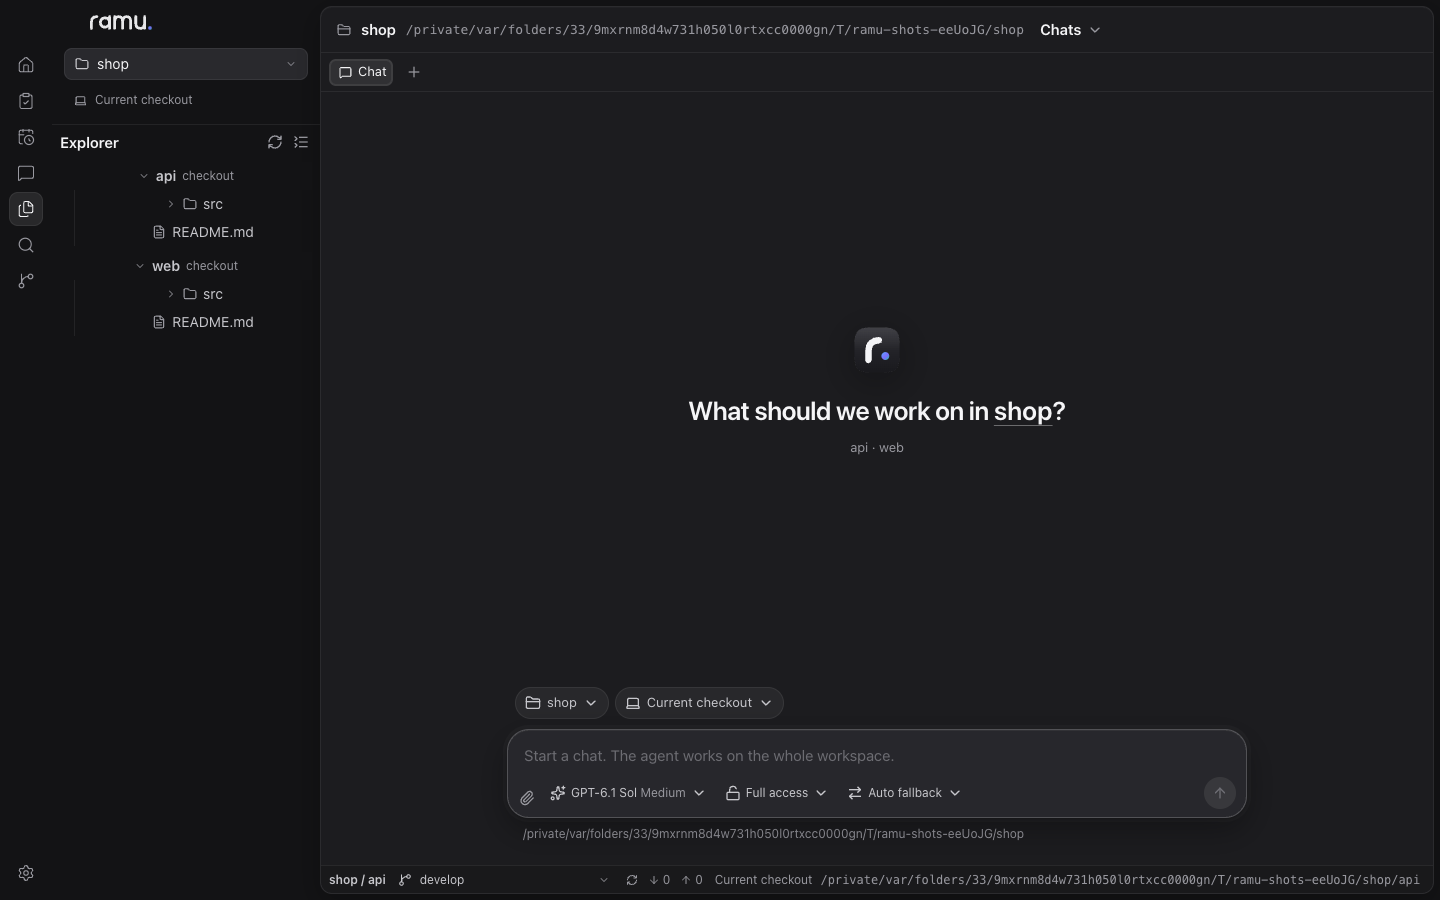 ramu.
shop
Current checkout
Explorer
api checkout
src
README.md
web checkout
src
README.md
shop /private/var/folders/33/9mxrnm8d4w731h050l0rtxcc0000gn/T/ramu-shots-eeUoJG/shop Chats
Chat
What should we work on in shop?
api · web
shop Current checkout
Start a chat. The agent works on the whole workspace.
GPT-6.1 Sol Medium Full access Auto fallback
/private/var/folders/33/9mxrnm8d4w731h050l0rtxcc0000gn/T/ramu-shots-eeUoJG/shop
shop / api develop ↓ 0 ↑ 0 Current checkout /private/var/folders/33/9mxrnm8d4w731h050l0rtxcc0000gn/T/ramu-shots-eeUoJG/shop/api